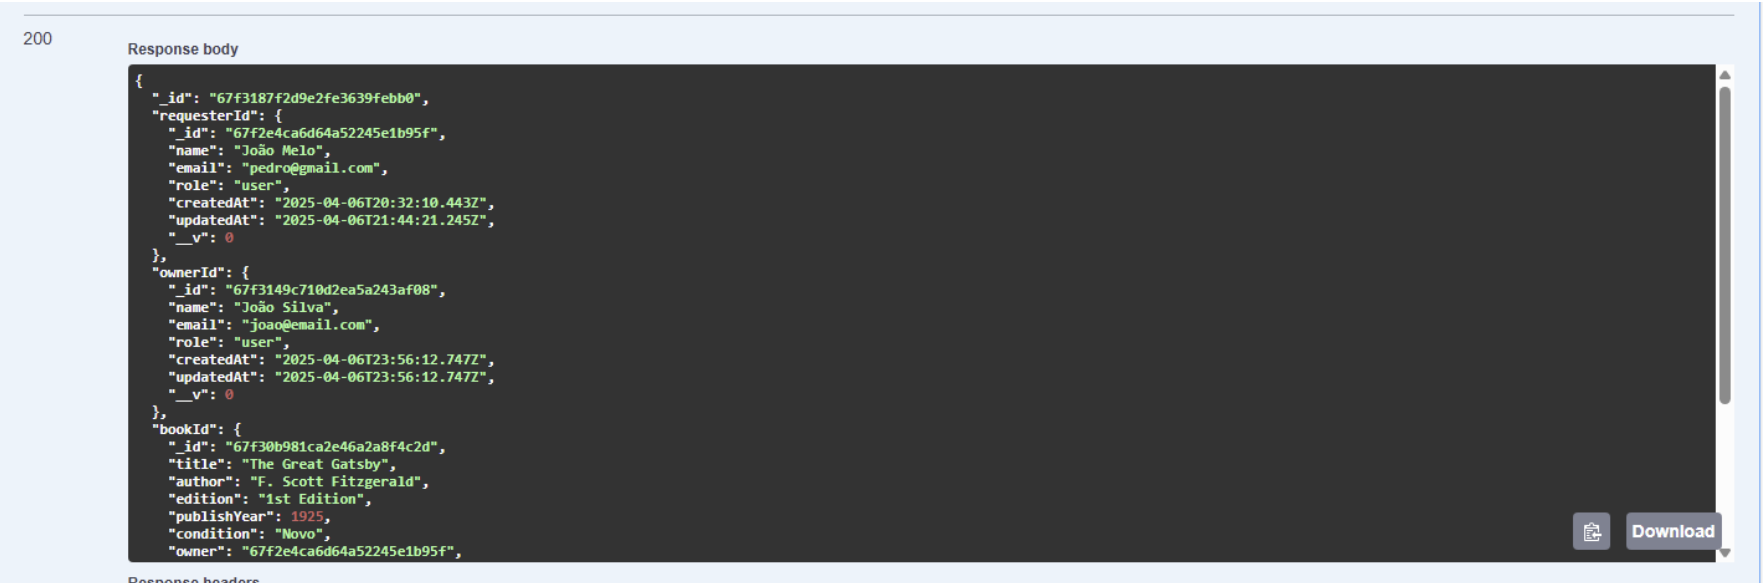 200
Response body
{
"_id": "67f3187f2d9e2fe3639febb0",
"requesterId": {
"_id": "67f2e4ca6d64a52245e1b95f",
"name": "João Melo",
"email": "pedro@gmail.com",
"role": "user",
"createdAt": "2025-04-06T20:32:10.443Z",
"updatedAt": "2025-04-06T21:44:21.245Z",
"__v": 0
},
"ownerId": {
"_id": "67f3149c710d2ea5a243af08",
"name": "João Silva",
"email": "joao@email.com",
"role": "user",
"createdAt": "2025-04-06T23:56:12.747Z",
"updatedAt": "2025-04-06T23:56:12.747Z",
"__v": 0
},
"bookId": {
"_id": "67f30b981ca2e46a2a8f4c2d",
"title": "The Great Gatsby",
"author": "F. Scott Fitzgerald",
"edition": "1st Edition",
"publishYear": 1925,
"condition": "Novo",
"owner": "67f2e4ca6d64a52245e1b95f",
Download
Response headers